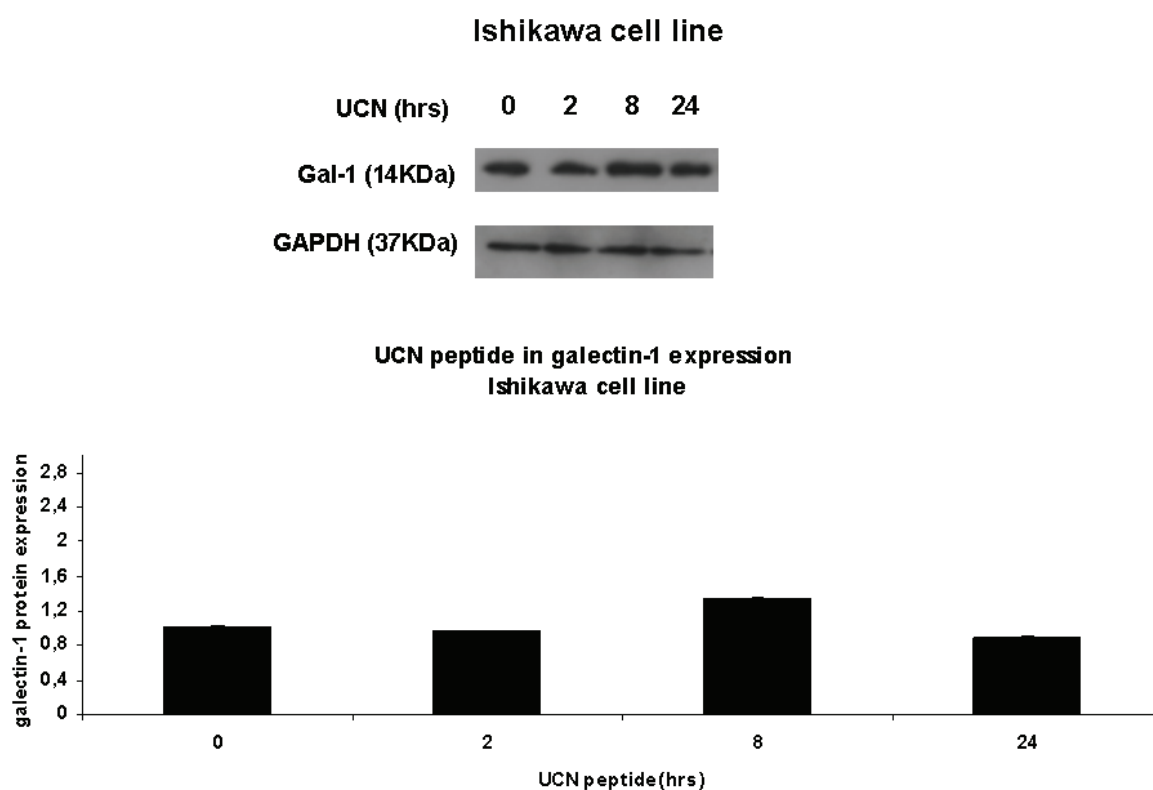 Ishikawa cell line
UCN (hrs) 0 2 8 24
Gal-1 (14KDa)
GAPDH (37KDa)
UCN peptide in galectin-1 expression
Ishikawa cell line
galectin-1 protein expression
2,8
2,4
2
1,6
1,2
0,8
0,4
0
0 2 8 24
UCN peptide(hrs)